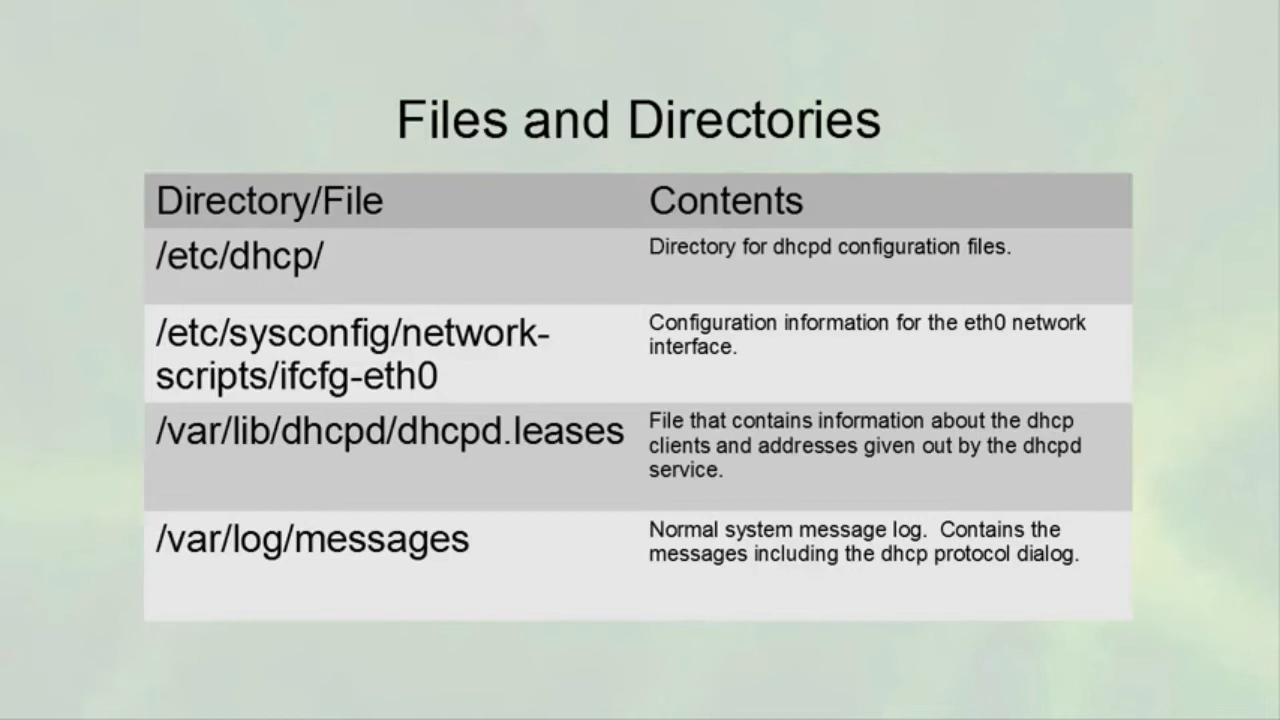 Files and Directories
Directory/File
Contents
/etc/dhcp/
Directory for dhcpd configuration files.
/etc/sysconfig/network-
scripts/ifcfg-eth0
Configuration information for the eth0 network
interface.
/var/lib/dhcpd/dhcpd.leases
File that contains information about the dhcp
clients and addresses given out by the dhcpd
service.
/var/log/messages
Normal system message log.  Contains the
messages including the dhcp protocol dialog.